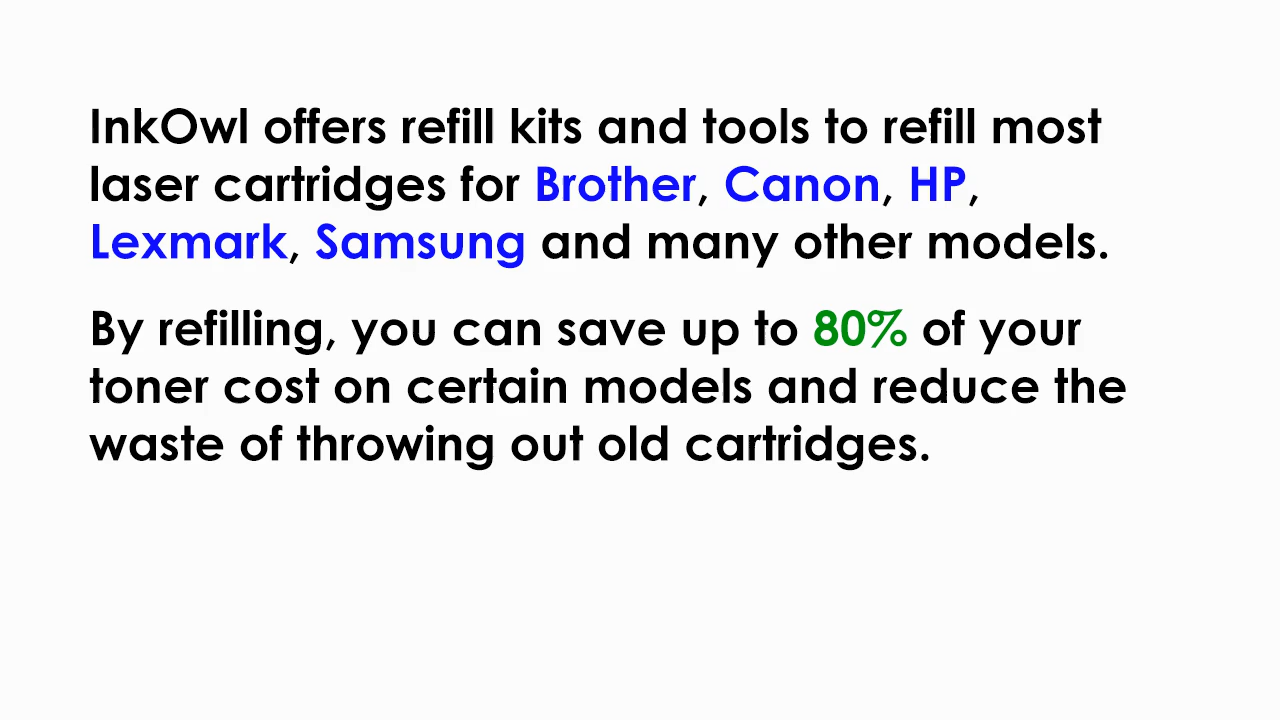 InkOwl offers refill kits and tools to refill most
laser cartridges for Brother, Canon, HP,
Lexmark, Samsung and many other models.
By refilling, you can save up to 80% of your
toner cost on certain models and reduce the
waste of throwing out old cartridges.